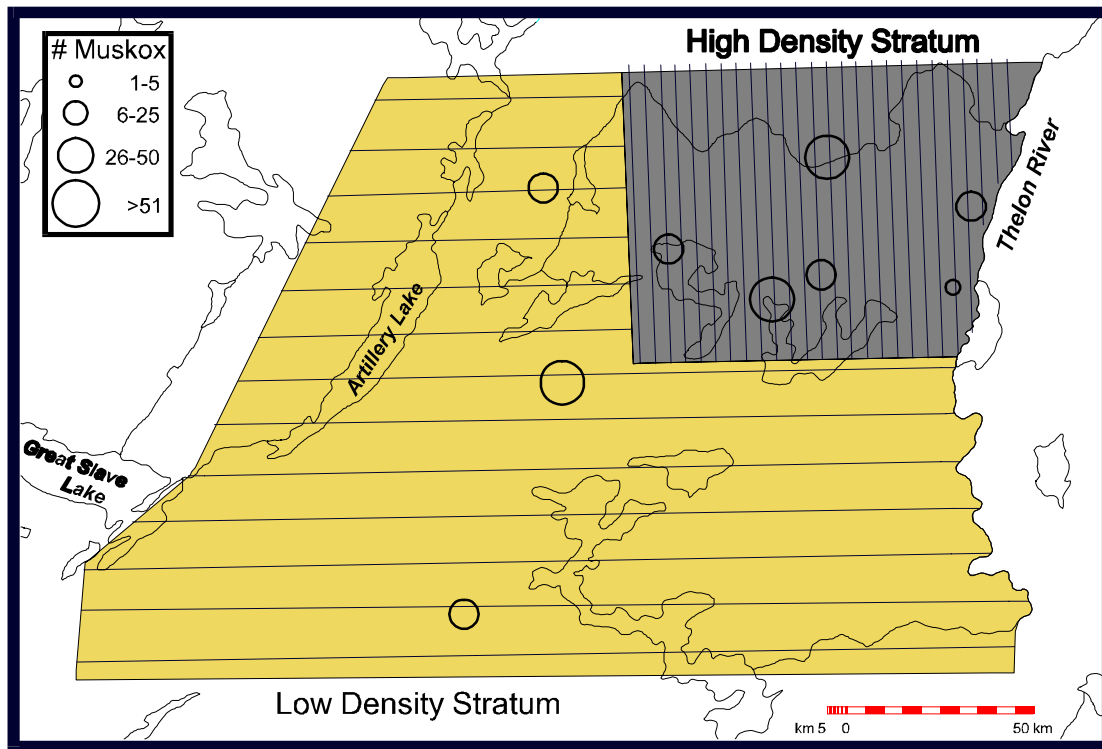 High Density Stratum
# Muskox
1-5
6-25
26-50
>51
Thelon River
Artillery Lake
Great Slave
Lake
Low Density Stratum
km 5 0 50 km